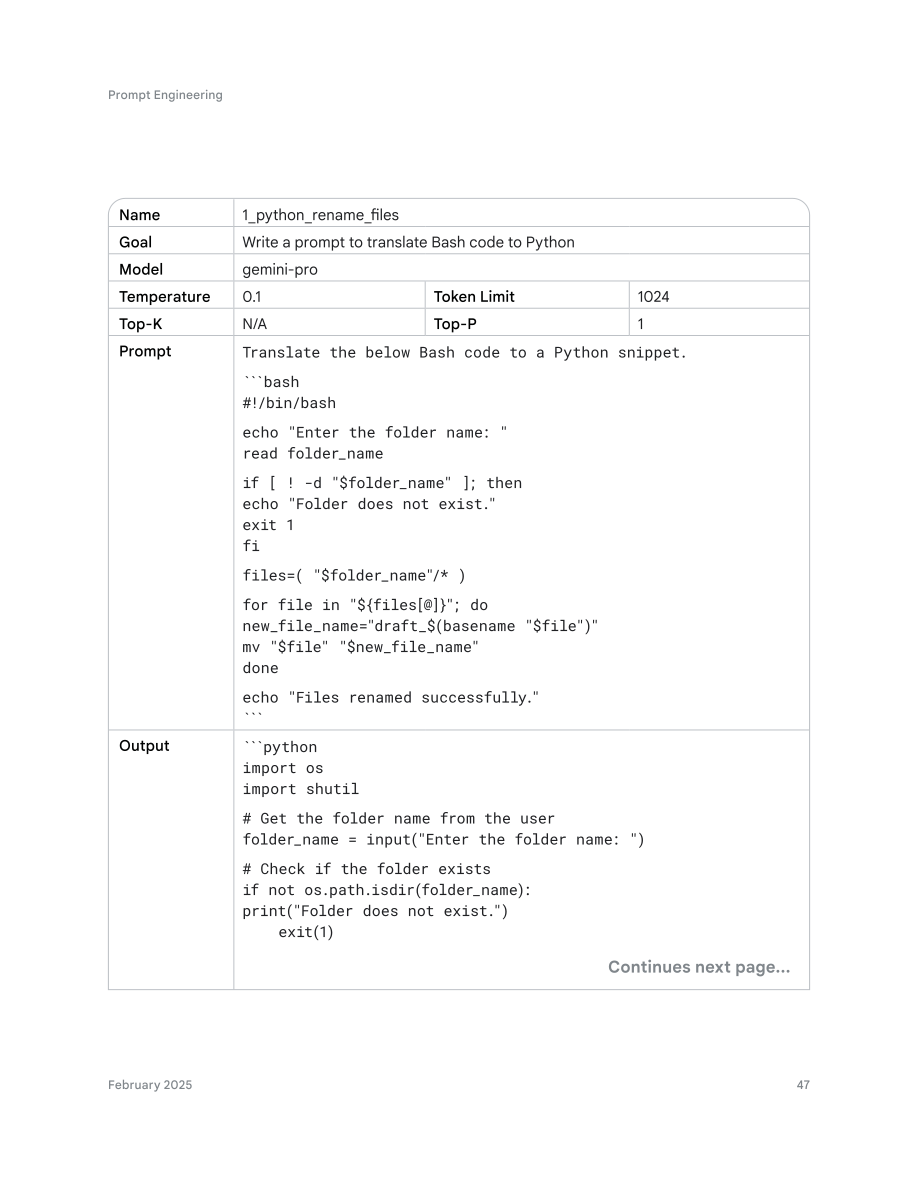 Prompt Engineering
Name 1_python_rename_files
Goal Write a prompt to translate Bash code to Python
Model gemini-pro
Temperature 0.1 Token Limit 1024
Top-K N/A Top-P 1
Prompt Translate the below Bash code to a Python snippet.
```bash
#!/bin/bash
echo "Enter the folder name: "
read folder_name
if [ ! -d "$folder_name" ]; then
echo "Folder does not exist."
exit 1
fi
files=( "$folder_name"/* )
for file in "${files[@]}"; do
new_file_name="draft_$(basename "$file")"
mv "$file" "$new_file_name"
done
echo "Files renamed successfully."
```
Output ```python
import os
import shutil
# Get the folder name from the user
folder_name = input("Enter the folder name: ")
# Check if the folder exists
if not os.path.isdir(folder_name):
print("Folder does not exist.")
    exit(1)
Continues next page...
February 2025 47